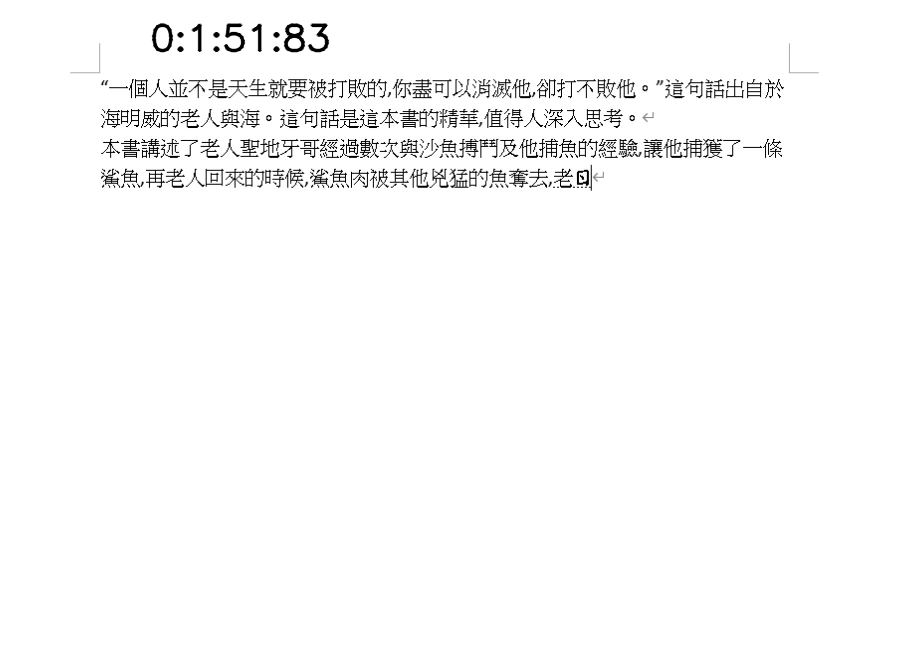 0:1:51:83
“一個人並不是天生就要被打敗的,你盡可以消滅他,卻打不敗他。”這句話出自於
海明威的老人與海。這句話是這本書的精華,值得人深入思考。
本書講述了老人聖地牙哥經過數次與沙魚搏鬥及他捕魚的經驗,讓他捕獲了一條
鯊魚,再老人回來的時候,鯊魚肉被其他兇猛的魚奪去,老